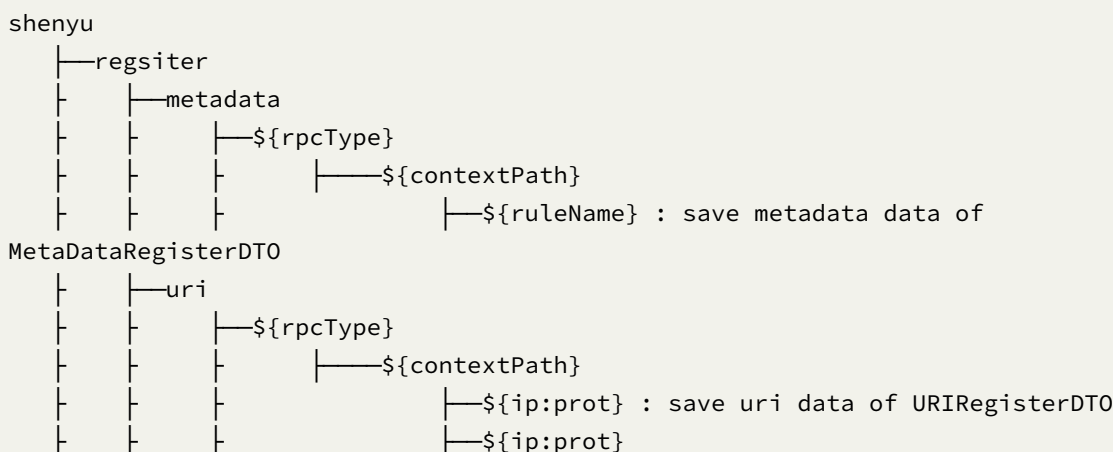 shenyu
   ├──regsiter
   ├    ├──metadata
   ├    ├     ├──${rpcType}
   ├    ├     ├      ├────${contextPath}
   ├    ├     ├               ├──${ruleName} : save metadata data of
MetaDataRegisterDTO
   ├    ├──uri
   ├    ├     ├──${rpcType}
   ├    ├     ├      ├────${contextPath}
   ├    ├     ├               ├──${ip:prot} : save uri data of URIRegisterDTO
   ├    ├     ├               ├──${ip:prot}